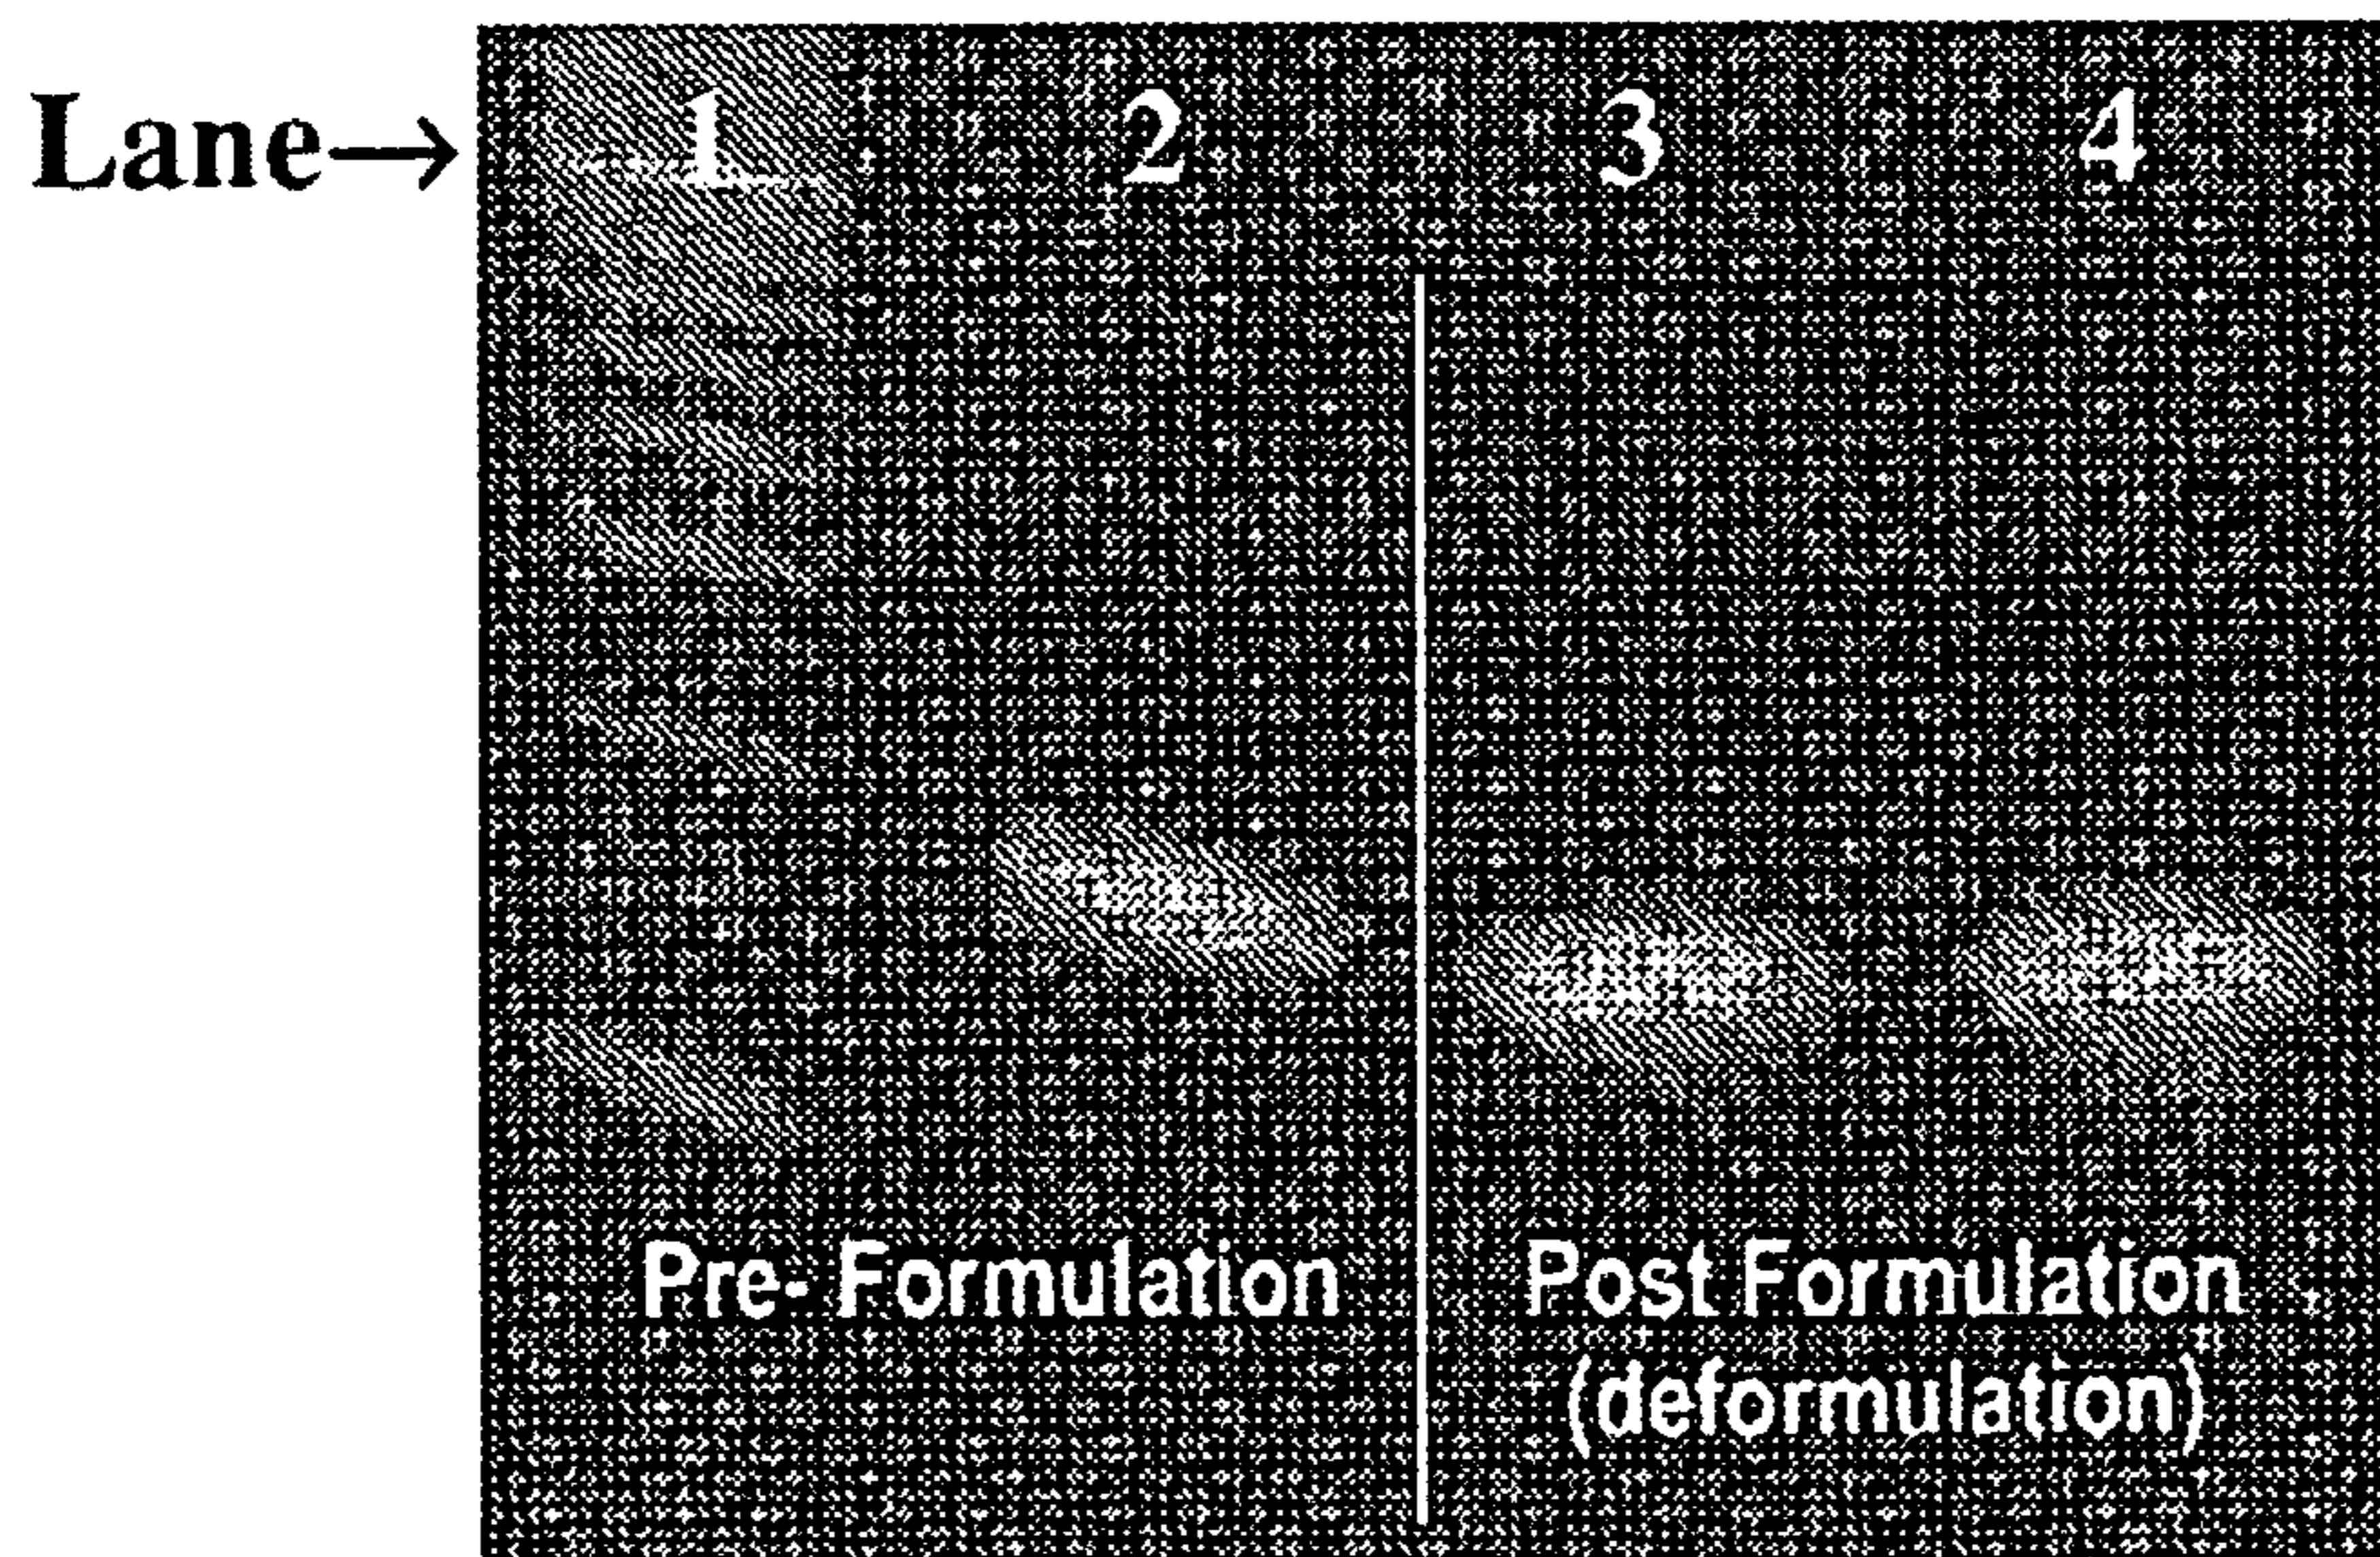 Lane→ 1 2 3 4
Pre- Formulation
Post Formulation
(deformulation)